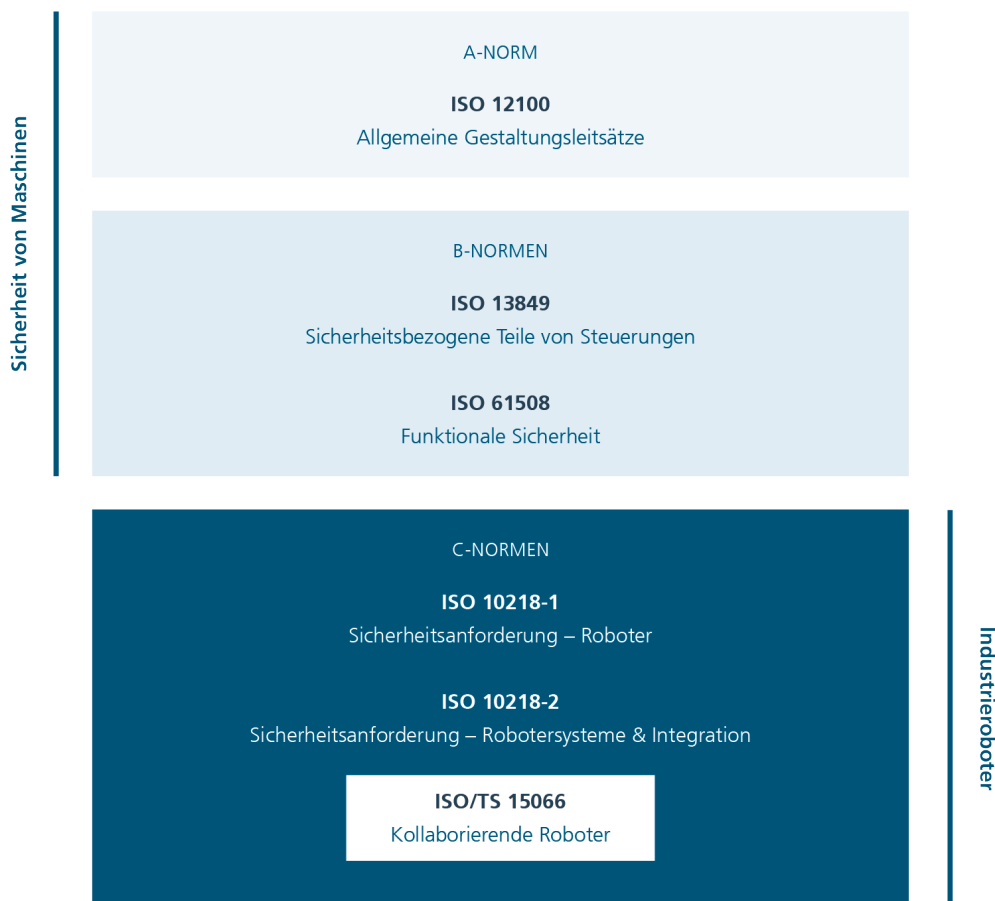 Sicherheit von Maschinen
A-NORM
ISO 12100
Allgemeine Gestaltungsleitsätze
B-NORMEN
ISO 13849
Sicherheitsbezogene Teile von Steuerungen
ISO 61508
Funktionale Sicherheit
C-NORMEN
ISO 10218-1
Sicherheitsanforderung – Roboter
ISO 10218-2
Sicherheitsanforderung – Robotersysteme & Integration
ISO/TS 15066
Kollaborierende Roboter
Industrieroboter